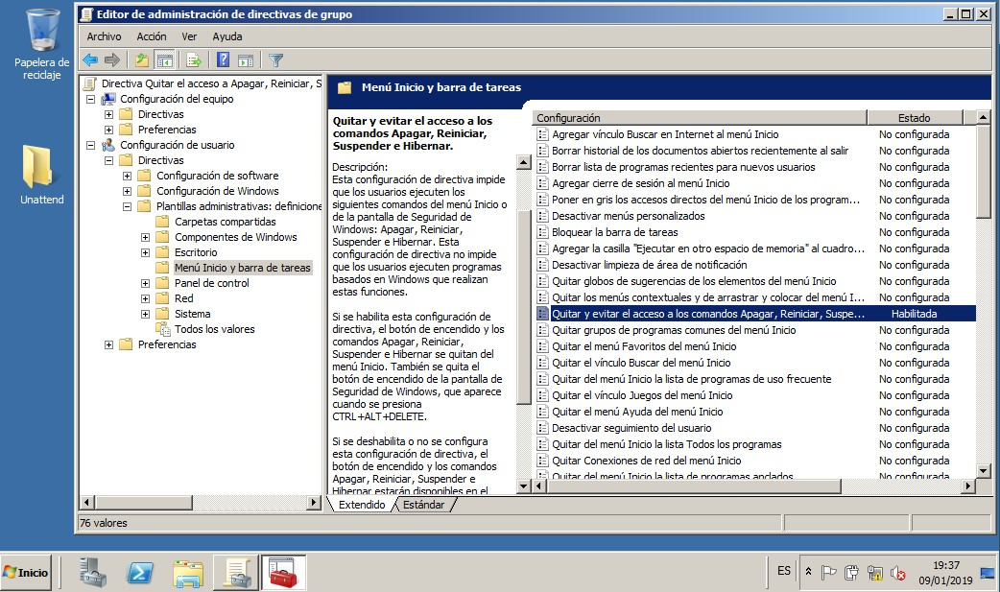 Papelera de
reciclaje
Unattend
Editor de administración de directivas de grupo
Archivo Acción Ver Ayuda
Directiva Quitar el acceso a Apagar, Reiniciar, S
Configuración del equipo
Directivas
Preferencias
Configuración de usuario
Directivas
Configuración de software
Configuración de Windows
Plantillas administrativas: definicione
Carpetas compartidas
Componentes de Windows
Escritorio
Menú Inicio y barra de tareas
Panel de control
Red
Sistema
Todos los valores
Preferencias
Menú Inicio y barra de tareas
Quitar y evitar el acceso a los
comandos Apagar, Reiniciar,
Suspender e Hibernar.
Descripción:
Esta configuración de directiva impide
que los usuarios ejecuten los
siguientes comandos del menú Inicio o
de la pantalla de Seguridad de
Windows: Apagar, Reiniciar,
Suspender e Hibernar. Esta
configuración de directiva no impide
que los usuarios ejecuten programas
basados en Windows que realizan
estas funciones.
Si se habilita esta configuración de
directiva, el botón de encendido y los
comandos Apagar, Reiniciar,
Suspender e Hibernar se quitan del
menú Inicio. También se quita el
botón de encendido de la pantalla de
Seguridad de Windows, que aparece
cuando se presiona
CTRL+ALT+DELETE.
Si se deshabilita o no se configura
esta configuración de directiva, el
botón de encendido y los comandos
Apagar, Reiniciar, Suspender e
Hibernar estarán disponibles en el
Configuración Estado
Agregar vínculo Buscar en Internet al menú Inicio No configurada
Borrar historial de los documentos abiertos recientemente al salir No configurada
Borrar lista de programas recientes para nuevos usuarios No configurada
Agregar cierre de sesión al menú Inicio No configurada
Poner en gris los accesos directos del menú Inicio de los program... No configurada
Desactivar menús personalizados No configurada
Bloquear la barra de tareas No configurada
Agregar la casilla "Ejecutar en otro espacio de memoria" al cuadro... No configurada
Desactivar limpieza de área de notificación No configurada
Quitar globos de sugerencias de los elementos del menú Inicio No configurada
Quitar los menús contextuales y de arrastrar y colocar del menú I... No configurada
Quitar y evitar el acceso a los comandos Apagar, Reiniciar, Suspe... Habilitada
Quitar grupos de programas comunes del menú Inicio No configurada
Quitar el menú Favoritos del menú Inicio No configurada
Quitar el vínculo Buscar del menú Inicio No configurada
Quitar del menú Inicio la lista de programas de uso frecuente No configurada
Quitar el vínculo Juegos del menú Inicio No configurada
Quitar el menú Ayuda del menú Inicio No configurada
Desactivar seguimiento del usuario No configurada
Quitar del menú Inicio la lista Todos los programas No configurada
Quitar Conexiones de red del menú Inicio No configurada
Quitar del menú Inicio la lista de programas anclados No configurada
Extendido Estándar
76 valores
Inicio
ES
19:37
09/01/2019